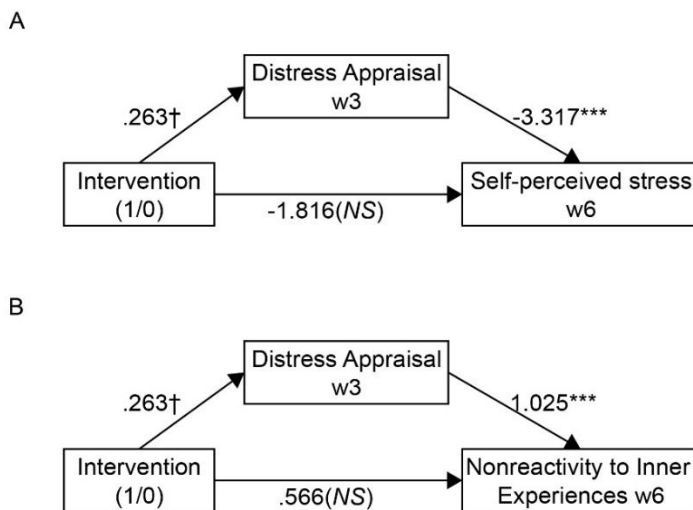 A
Distress Appraisal
w3
.263†
-3.317***
Intervention
(1/0)
Self-perceived stress
w6
-1.816(NS)
B
Distress Appraisal
w3
.263†
1.025***
Intervention
(1/0)
Nonreactivity to Inner
Experiences w6
.566(NS)